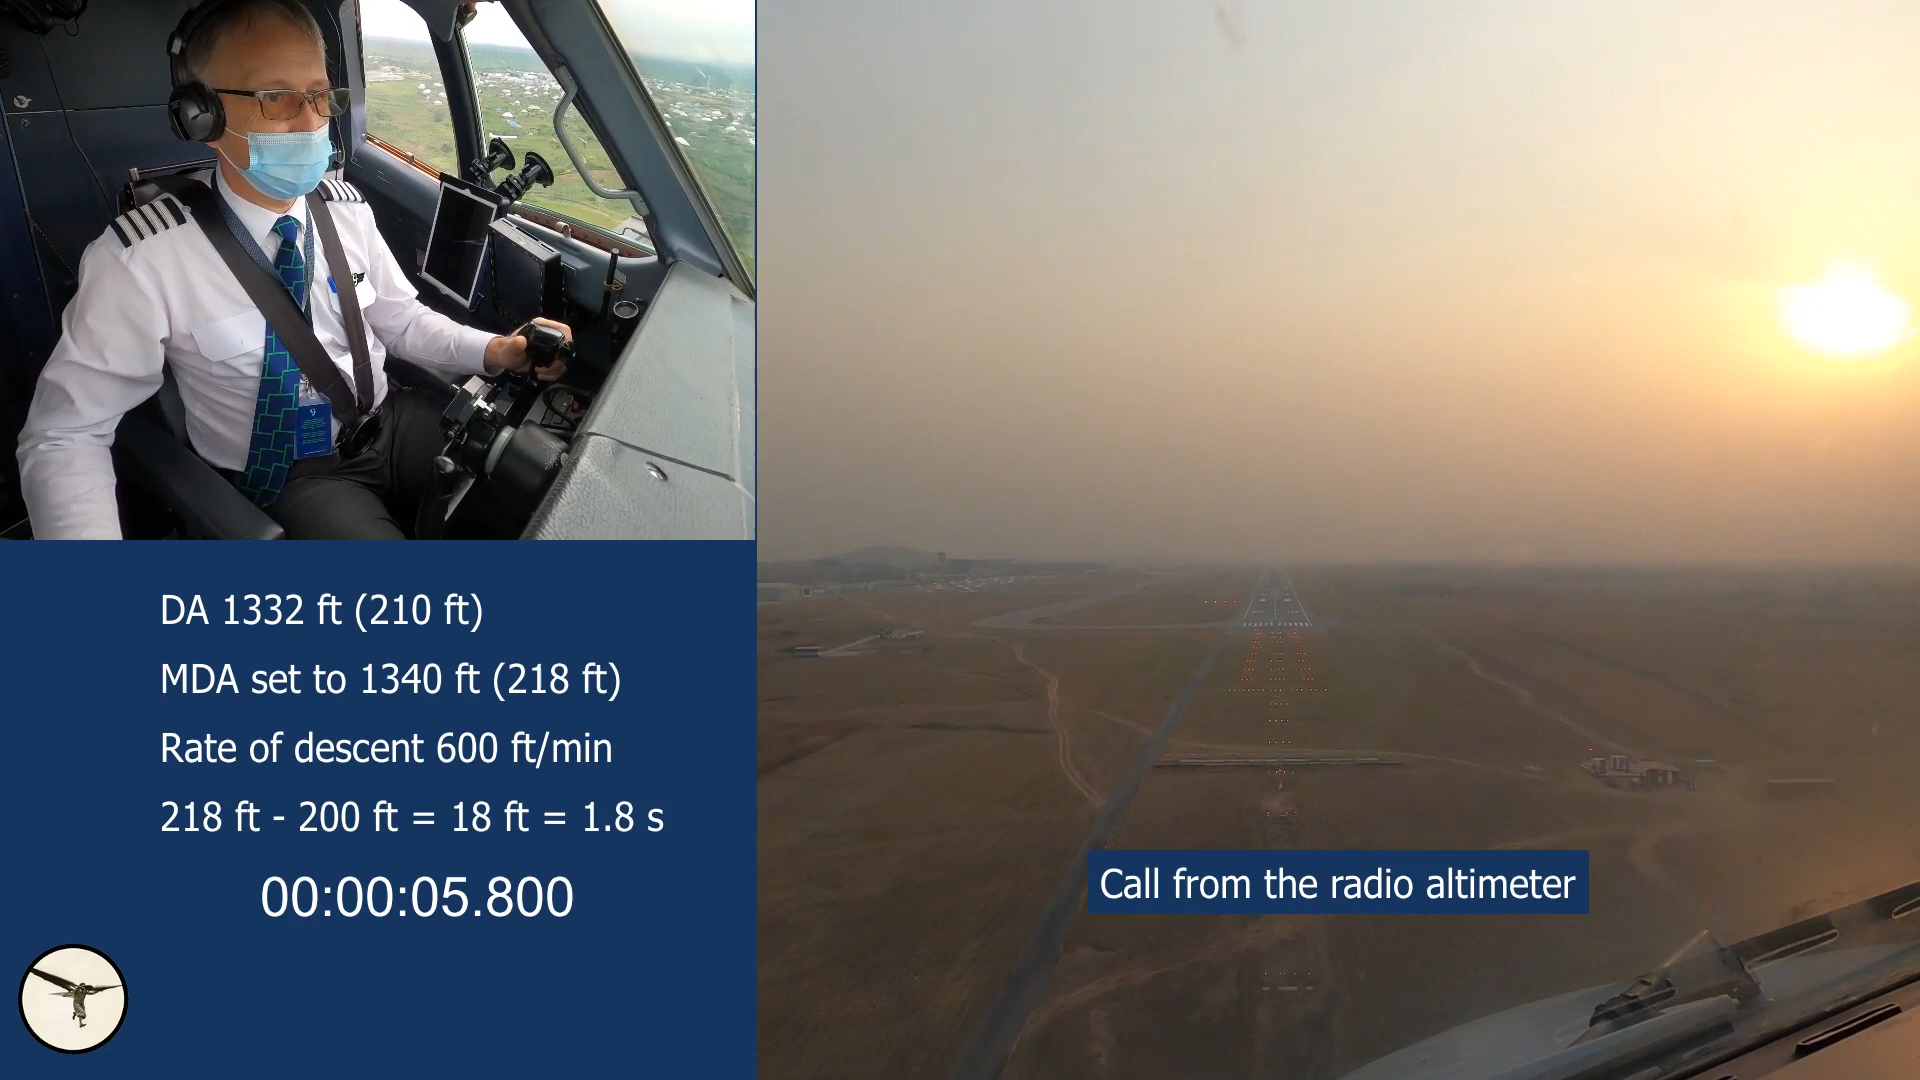 DA 1332 ft (210 ft)
MDA set to 1340 ft (218 ft)
Rate of descent 600 ft/min
218 ft - 200 ft = 18 ft = 1.8 s
00:00:05.800
Call from the radio altimeter